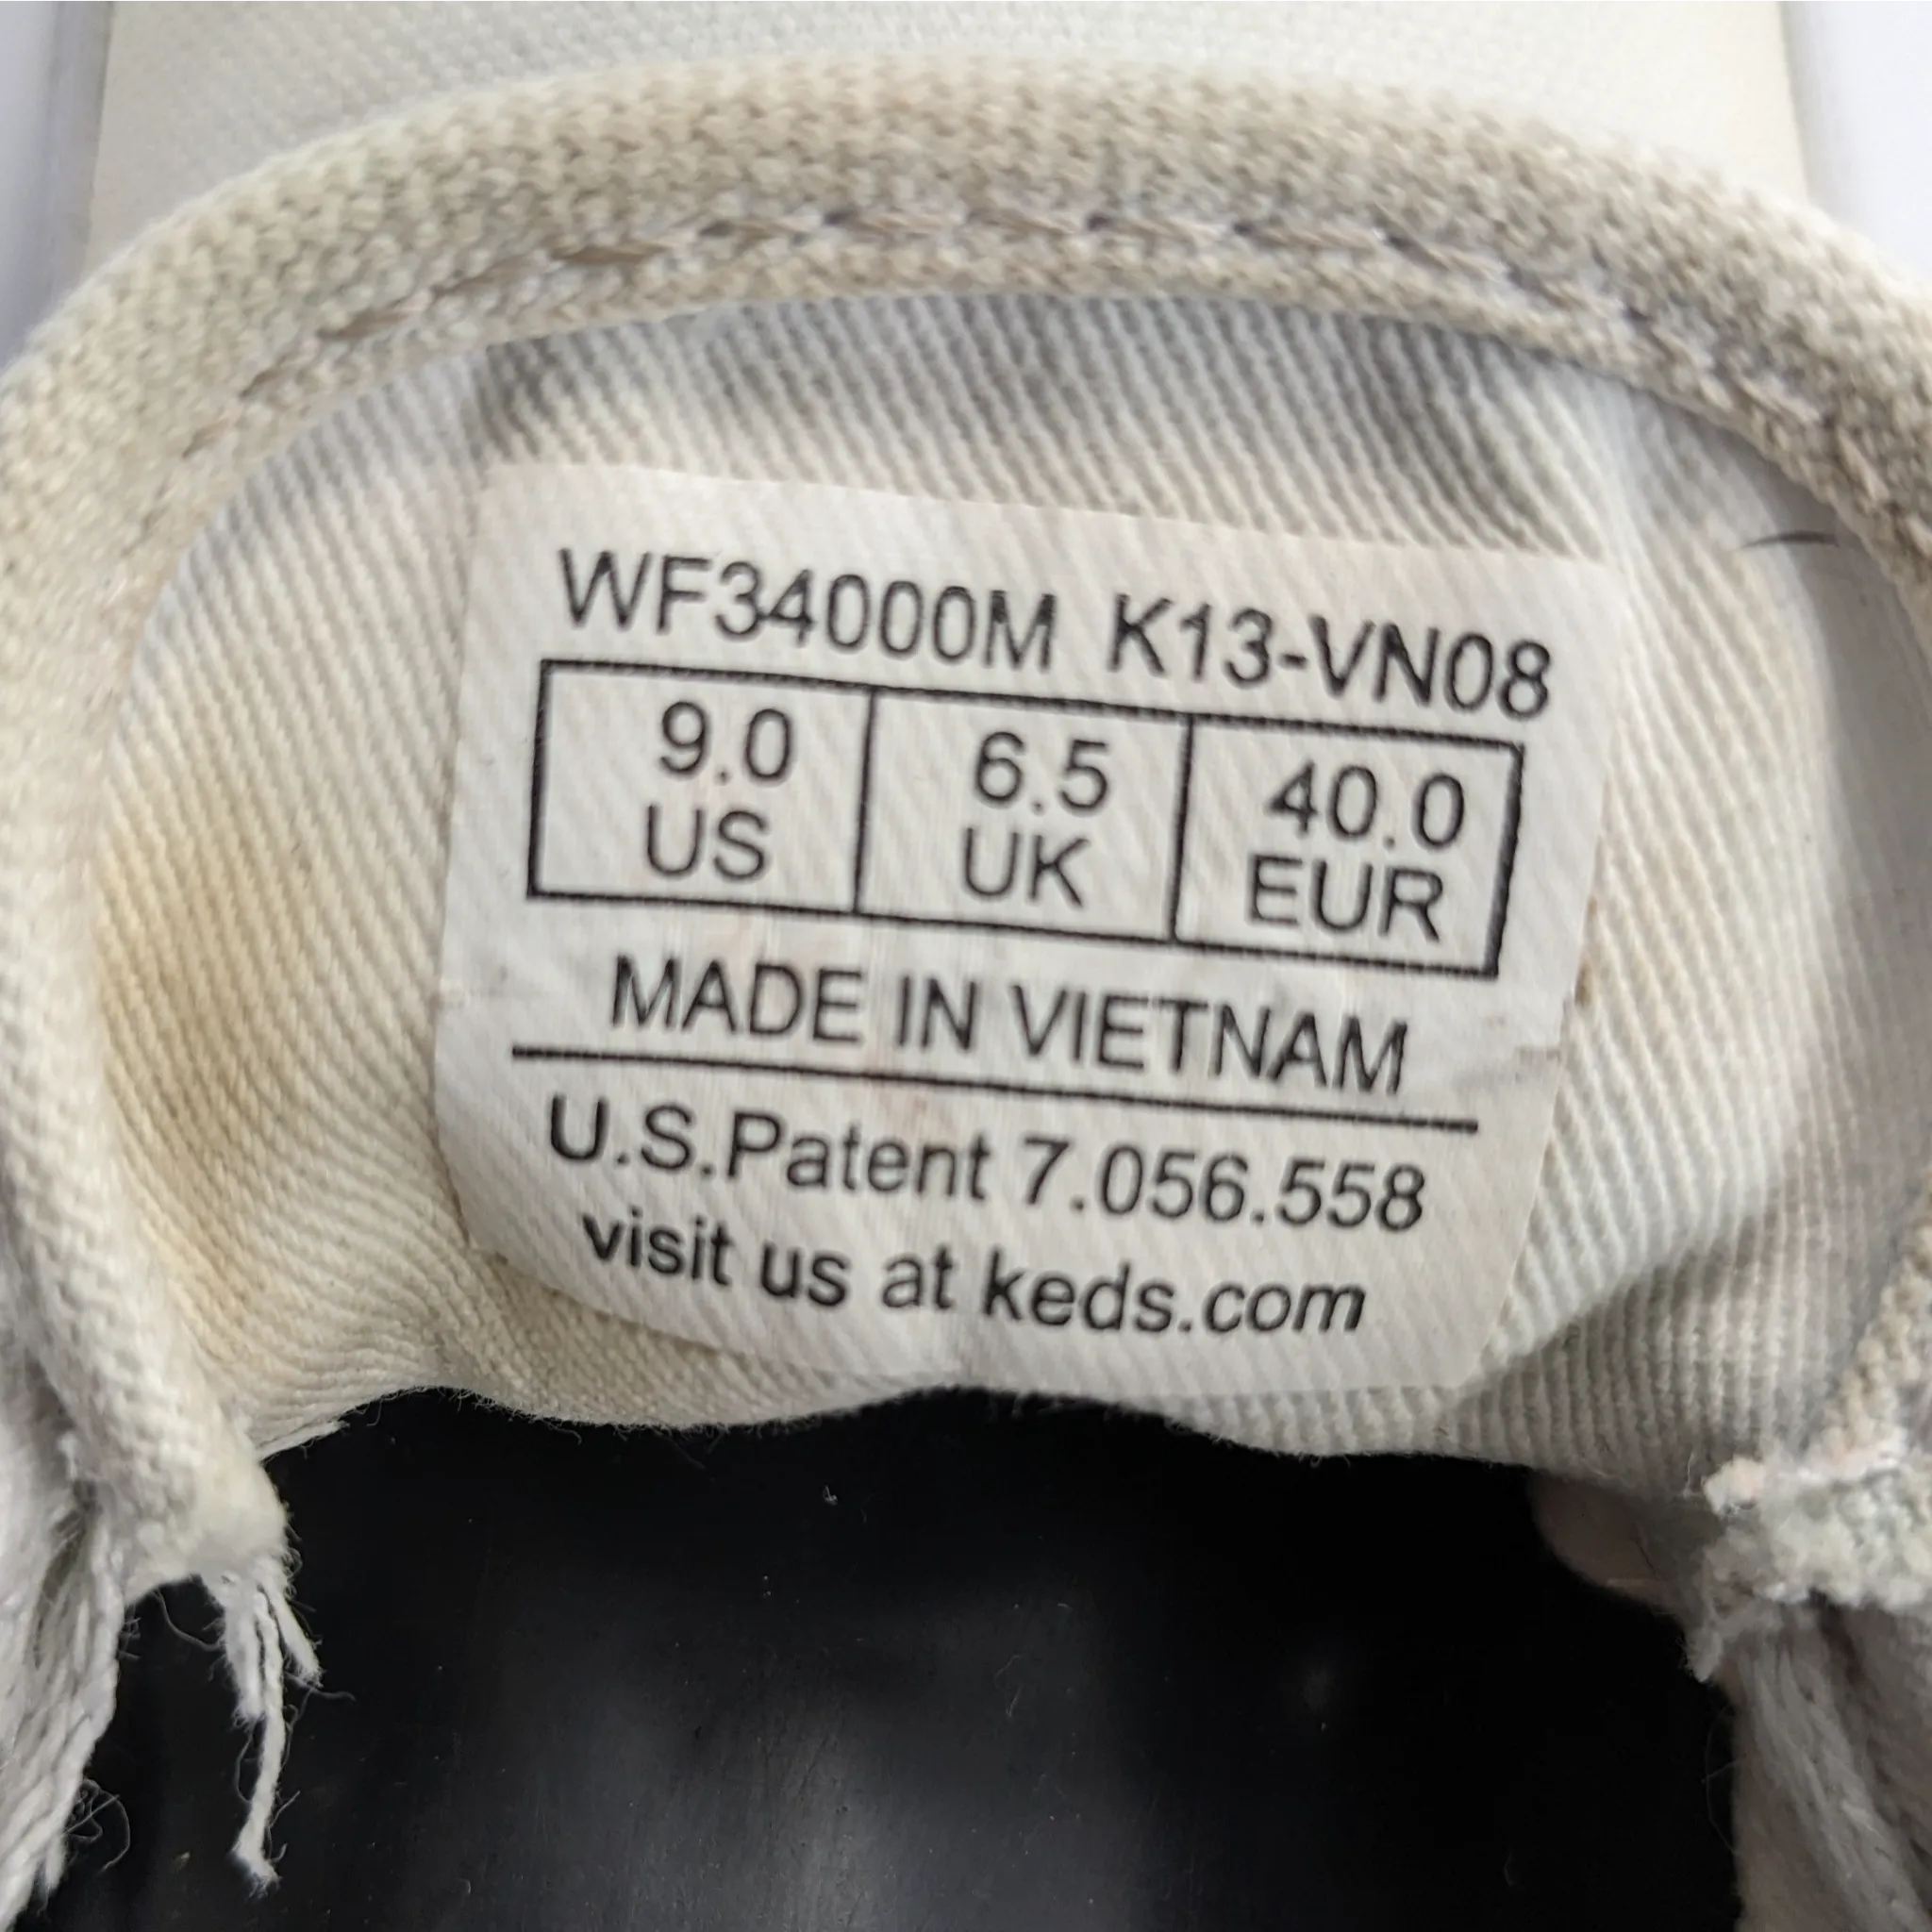 WF34000M K13-VN08
9.0 6.5 40.0
US UK EUR
MADE IN VIETNAM
U.S.Patent 7.056.558
visit us at keds.com